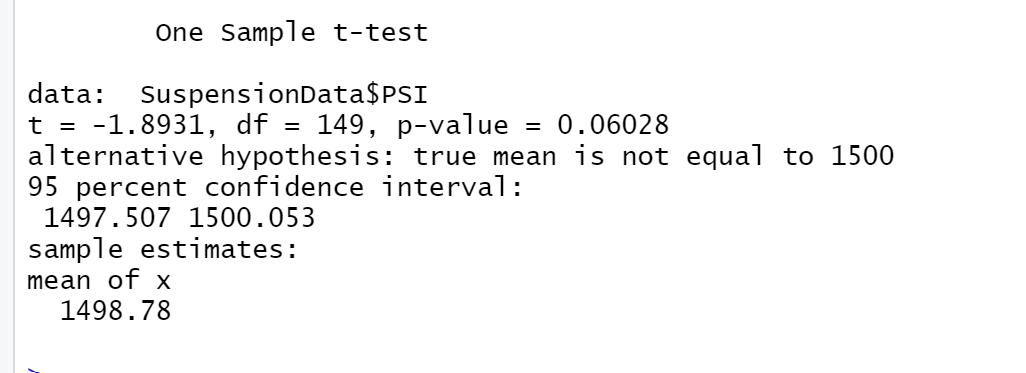 One Sample t-test
data:  SuspensionData$PSI
t = -1.8931, df = 149, p-value = 0.06028
alternative hypothesis: true mean is not equal to 1500
95 percent confidence interval:
1497.507 1500.053
sample estimates:
mean of x
1498.78